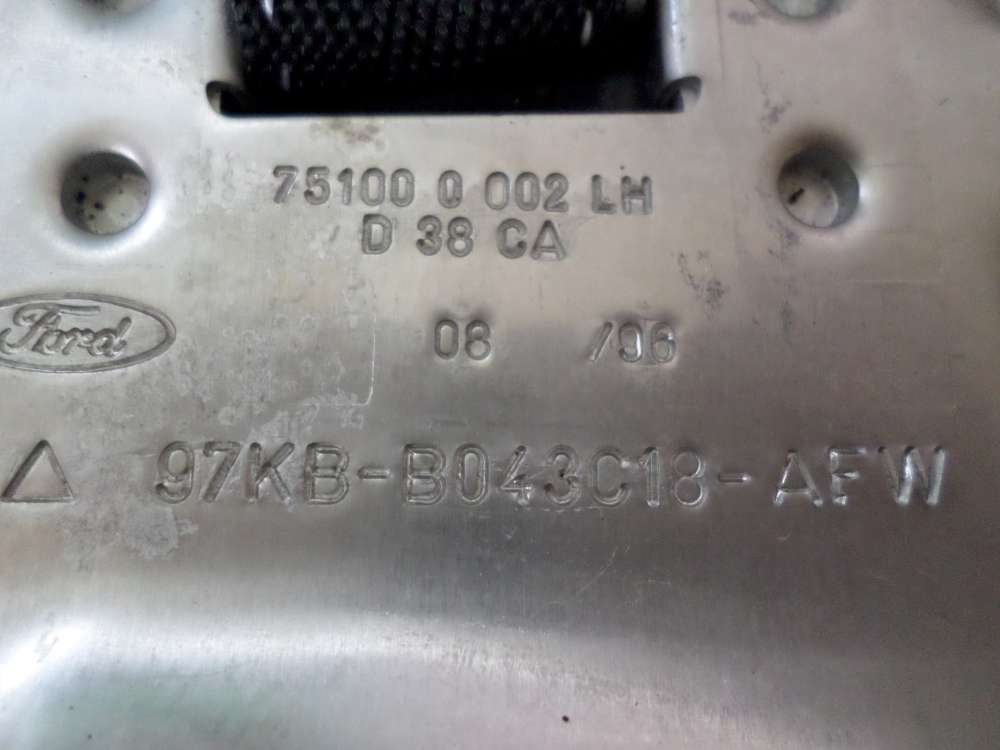 75100 0 002 LH
D 38 CA
Ford
08 /96
97KB-B043C18-AFW